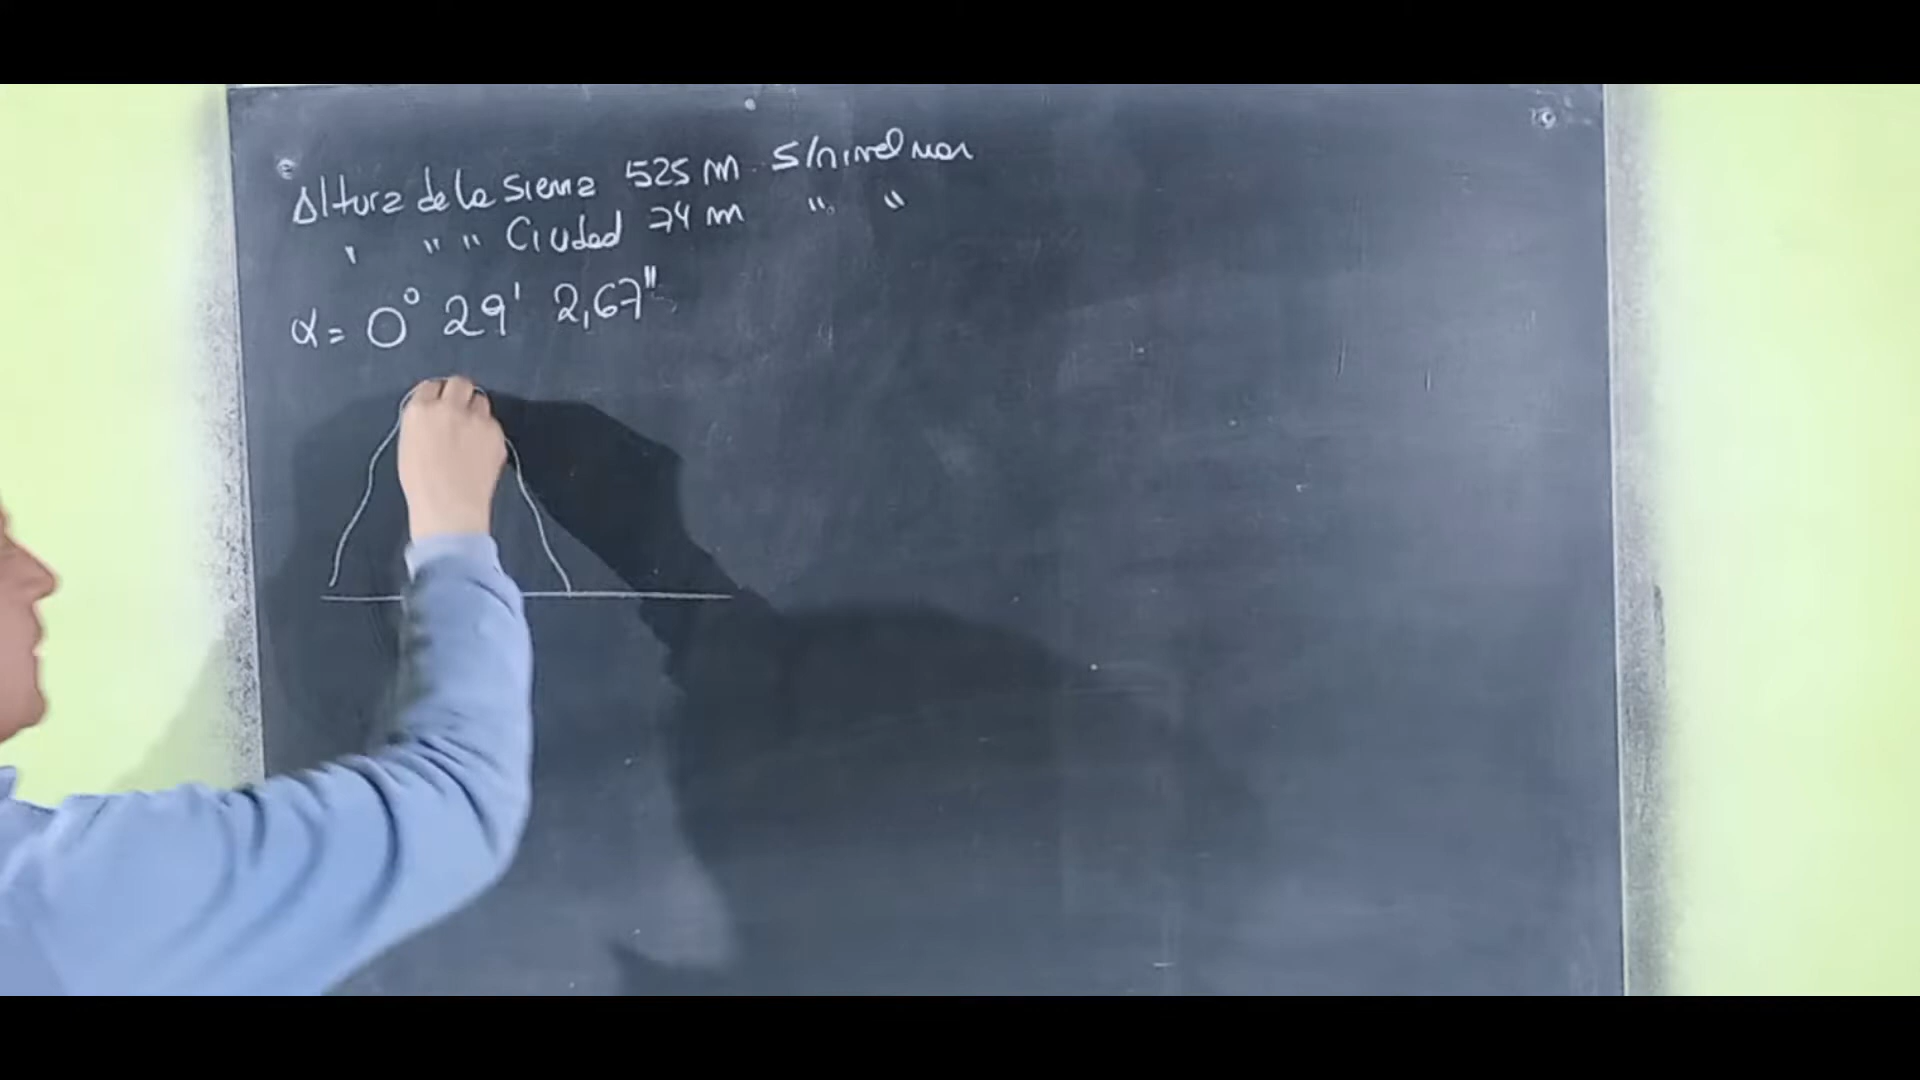 Altura de la Sierra 525 m s/nivel mar
" " " Ciudad 74 m " "
α = 0° 29' 2,67"